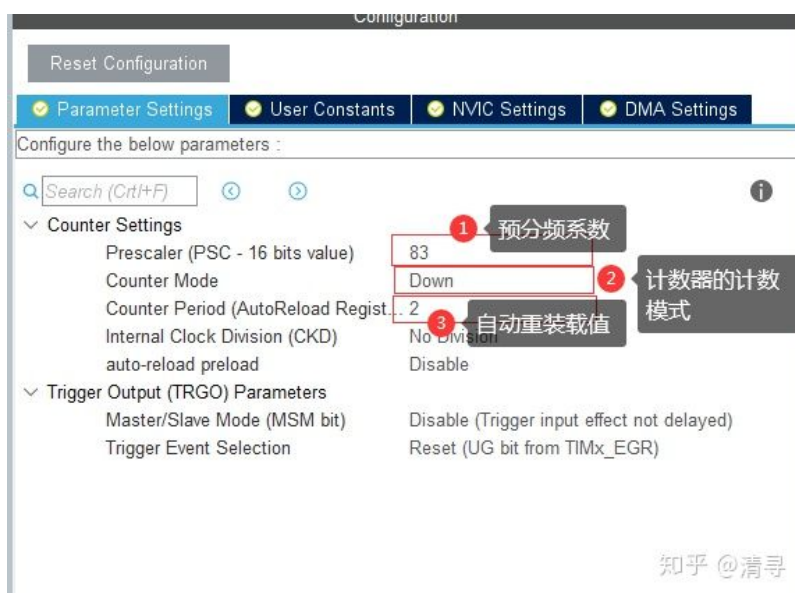 Configuration
Reset Configuration
Parameter Settings
User Constants
NVIC Settings
DMA Settings
Configure the below parameters :
Search (Crtl+F)
Counter Settings
1 预分频系数
Prescaler (PSC - 16 bits value) 83
Counter Mode Down
2 计数器的计数模式
Counter Period (AutoReload Regist... 2
3 自动重装载值
Internal Clock Division (CKD) No Division
auto-reload preload Disable
Trigger Output (TRGO) Parameters
Master/Slave Mode (MSM bit) Disable (Trigger input effect not delayed)
Trigger Event Selection Reset (UG bit from TIMx_EGR)
知乎 @清寻